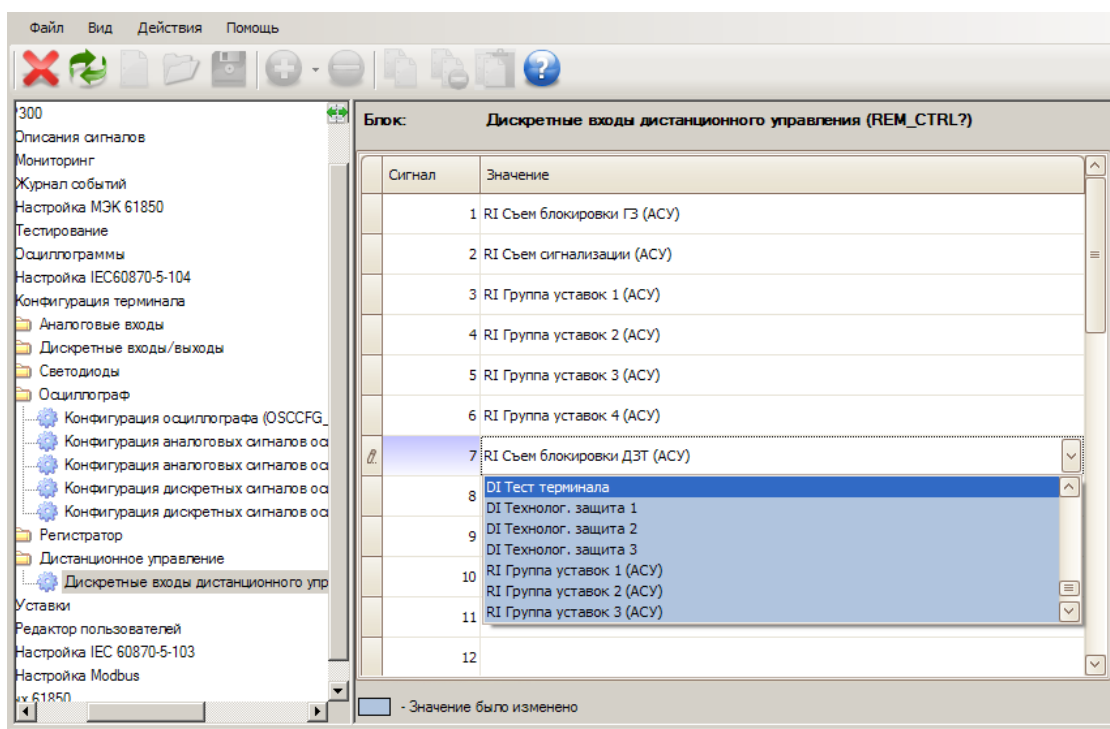 Файл Вид Действия Помощь
300
Описания сигналов
Мониторинг
Журнал событий
Настройка МЭК 61850
Тестирование
Осциллограммы
Настройка IEC60870-5-104
Конфигурация терминала
Аналоговые входы
Дискретные входы/выходы
Светодиоды
Осциллограф
Конфигурация осциллографа (OSCCFG_
Конфигурация аналоговых сигналов ос
Конфигурация аналоговых сигналов ос
Конфигурация дискретных сигналов ос
Конфигурация дискретных сигналов ос
Регистратор
Дистанционное управление
Дискретные входы дистанционного упр
Уставки
Редактор пользователей
Настройка IEC 60870-5-103
Настройка Modbus
61850
Блок: Дискретные входы дистанционного управления (REM_CTRL?)
Сигнал Значение
1 RI Съем блокировки ГЗ (АСУ)
2 RI Съем сигнализации (АСУ)
3 RI Группа уставок 1 (АСУ)
4 RI Группа уставок 2 (АСУ)
5 RI Группа уставок 3 (АСУ)
6 RI Группа уставок 4 (АСУ)
7 RI Съем блокировки ДЗТ (АСУ)
DI Тест терминала
8
DI Технолог. защита 1
DI Технолог. защита 2
9
DI Технолог. защита 3
10 RI Группа уставок 1 (АСУ)
RI Группа уставок 2 (АСУ)
11 RI Группа уставок 3 (АСУ)
12
- Значение было изменено